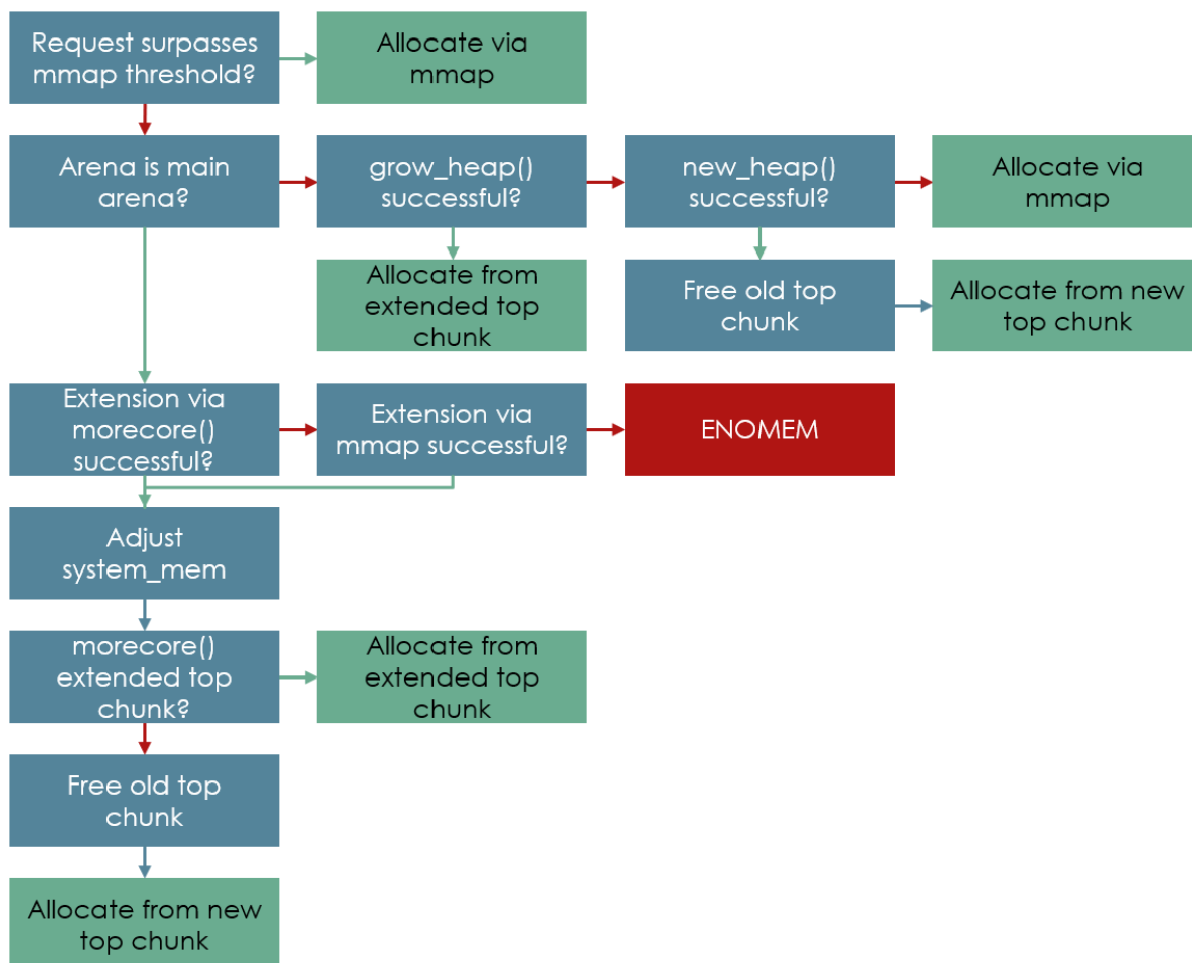 Request surpasses
mmap threshold?
Allocate via
mmap
Arena is main
arena?
grow_heap()
successful?
new_heap()
successful?
Allocate via
mmap
Allocate from
extended top
chunk
Free old top
chunk
Allocate from new
top chunk
Extension via
morecore()
successful?
Extension via
mmap successful?
ENOMEM
Adjust
system_mem
morecore()
extended top
chunk?
Allocate from
extended top
chunk
Free old top
chunk
Allocate from new
top chunk